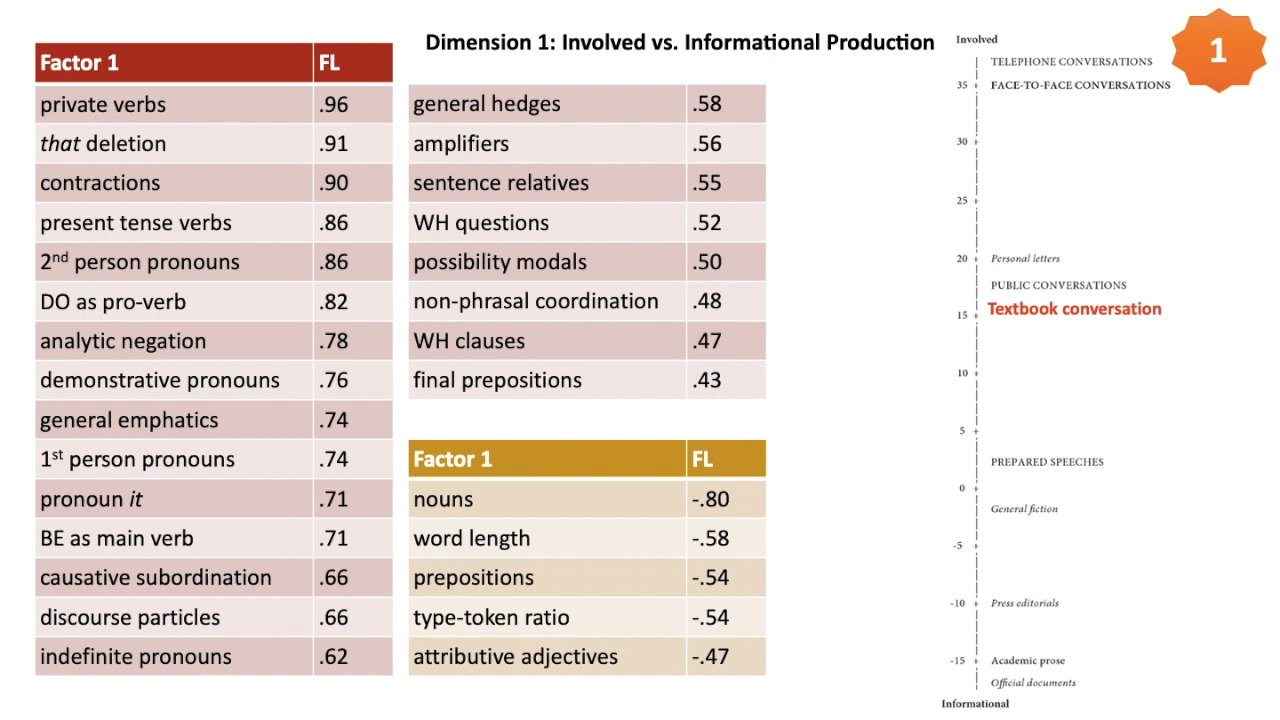 Dimension 1: Involved vs. Informational Production
1
Factor 1 FL
private verbs .96
that deletion .91
contractions .90
present tense verbs .86
2nd person pronouns .86
DO as pro-verb .82
analytic negation .78
demonstrative pronouns .76
general emphatics .74
1st person pronouns .74
pronoun it .71
BE as main verb .71
causative subordination .66
discourse particles .66
indefinite pronouns .62
general hedges .58
amplifiers .56
sentence relatives .55
WH questions .52
possibility modals .50
non-phrasal coordination .48
WH clauses .47
final prepositions .43
Factor 1 FL
nouns -.80
word length -.58
prepositions -.54
type-token ratio -.54
attributive adjectives -.47
Involved
TELEPHONE CONVERSATIONS
35 FACE-TO-FACE CONVERSATIONS
30
25
20 Personal letters
PUBLIC CONVERSATIONS
Textbook conversation
15
10
5
PREPARED SPEECHES
0
General fiction
-5
-10 Press editorials
-15 Academic prose
Official documents
Informational